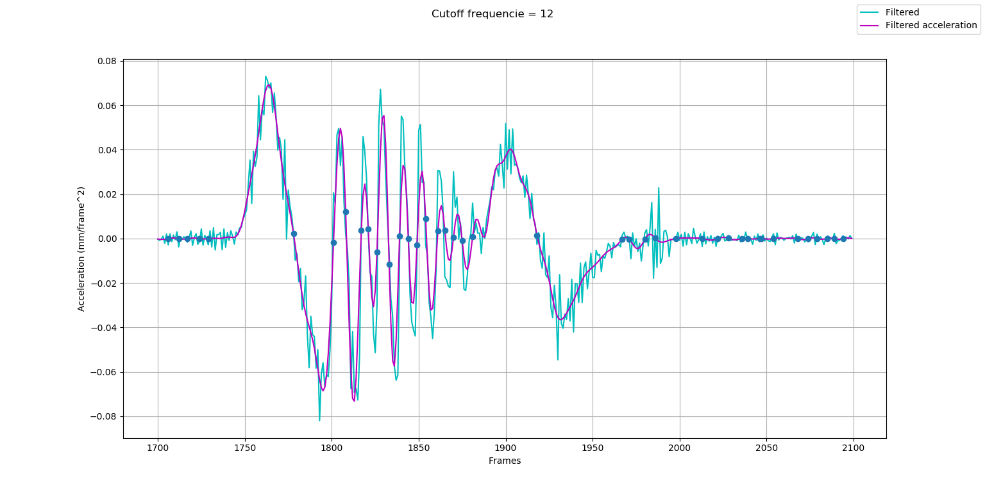 Cutoff frequencie = 12
Filtered
Filtered acceleration
0.08
0.06
0.04
0.02
0.00
−0.02
−0.04
−0.06
−0.08
Acceleration (mm/frame^2)
1700 1750 1800 1850 1900 1950 2000 2050 2100
Frames